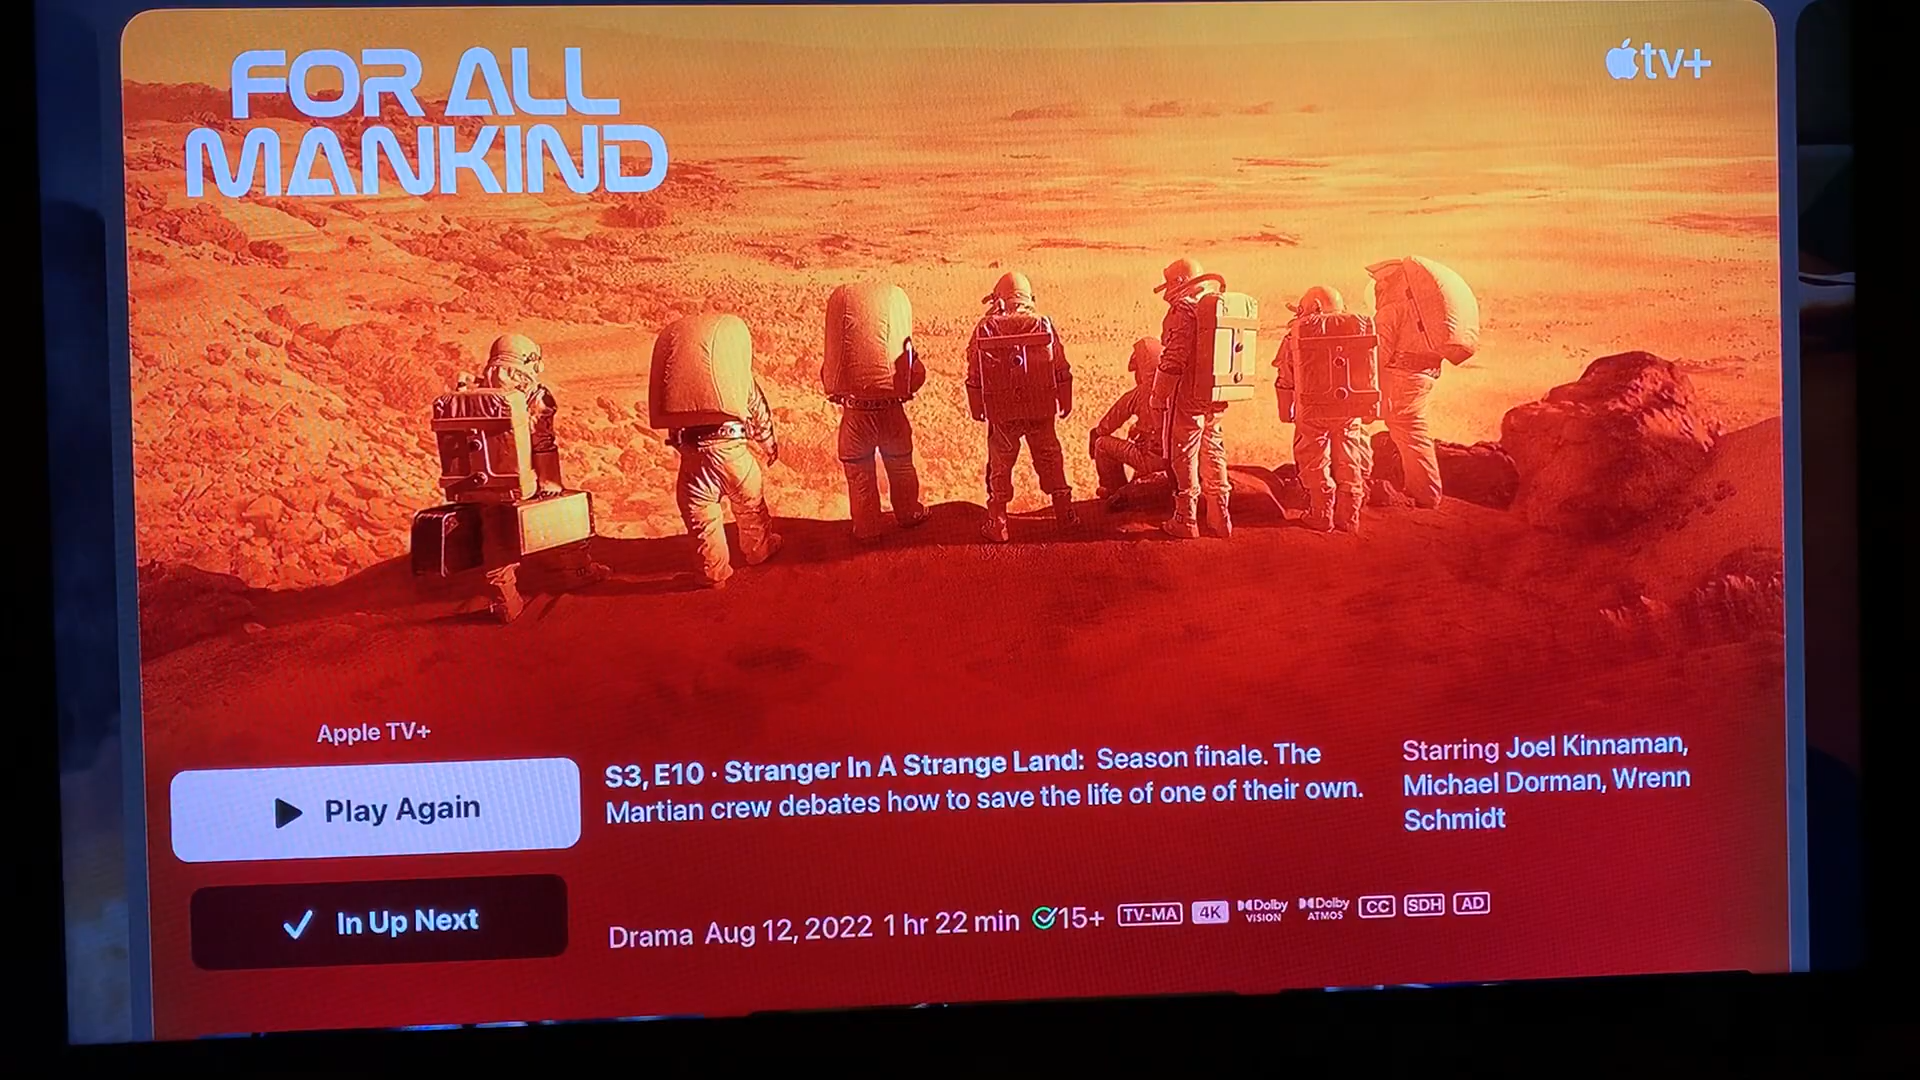 FOR ALL
MANKIND
tv+
Apple TV+
Play Again
In Up Next
S3, E10 · Stranger In A Strange Land: Season finale. The
Martian crew debates how to save the life of one of their own.
Drama Aug 12, 2022 1 hr 22 min 15+ TV-MA 4K Dolby VISION Dolby ATMOS CC SDH AD
Starring Joel Kinnaman,
Michael Dorman, Wrenn
Schmidt